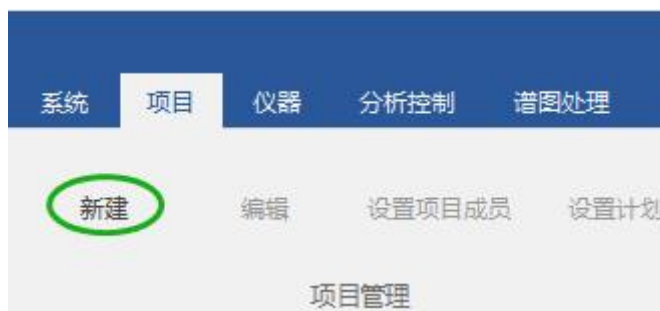 系统 项目 仪器 分析控制 谱图处理
新建 编辑 设置项目成员 设置计划
项目管理